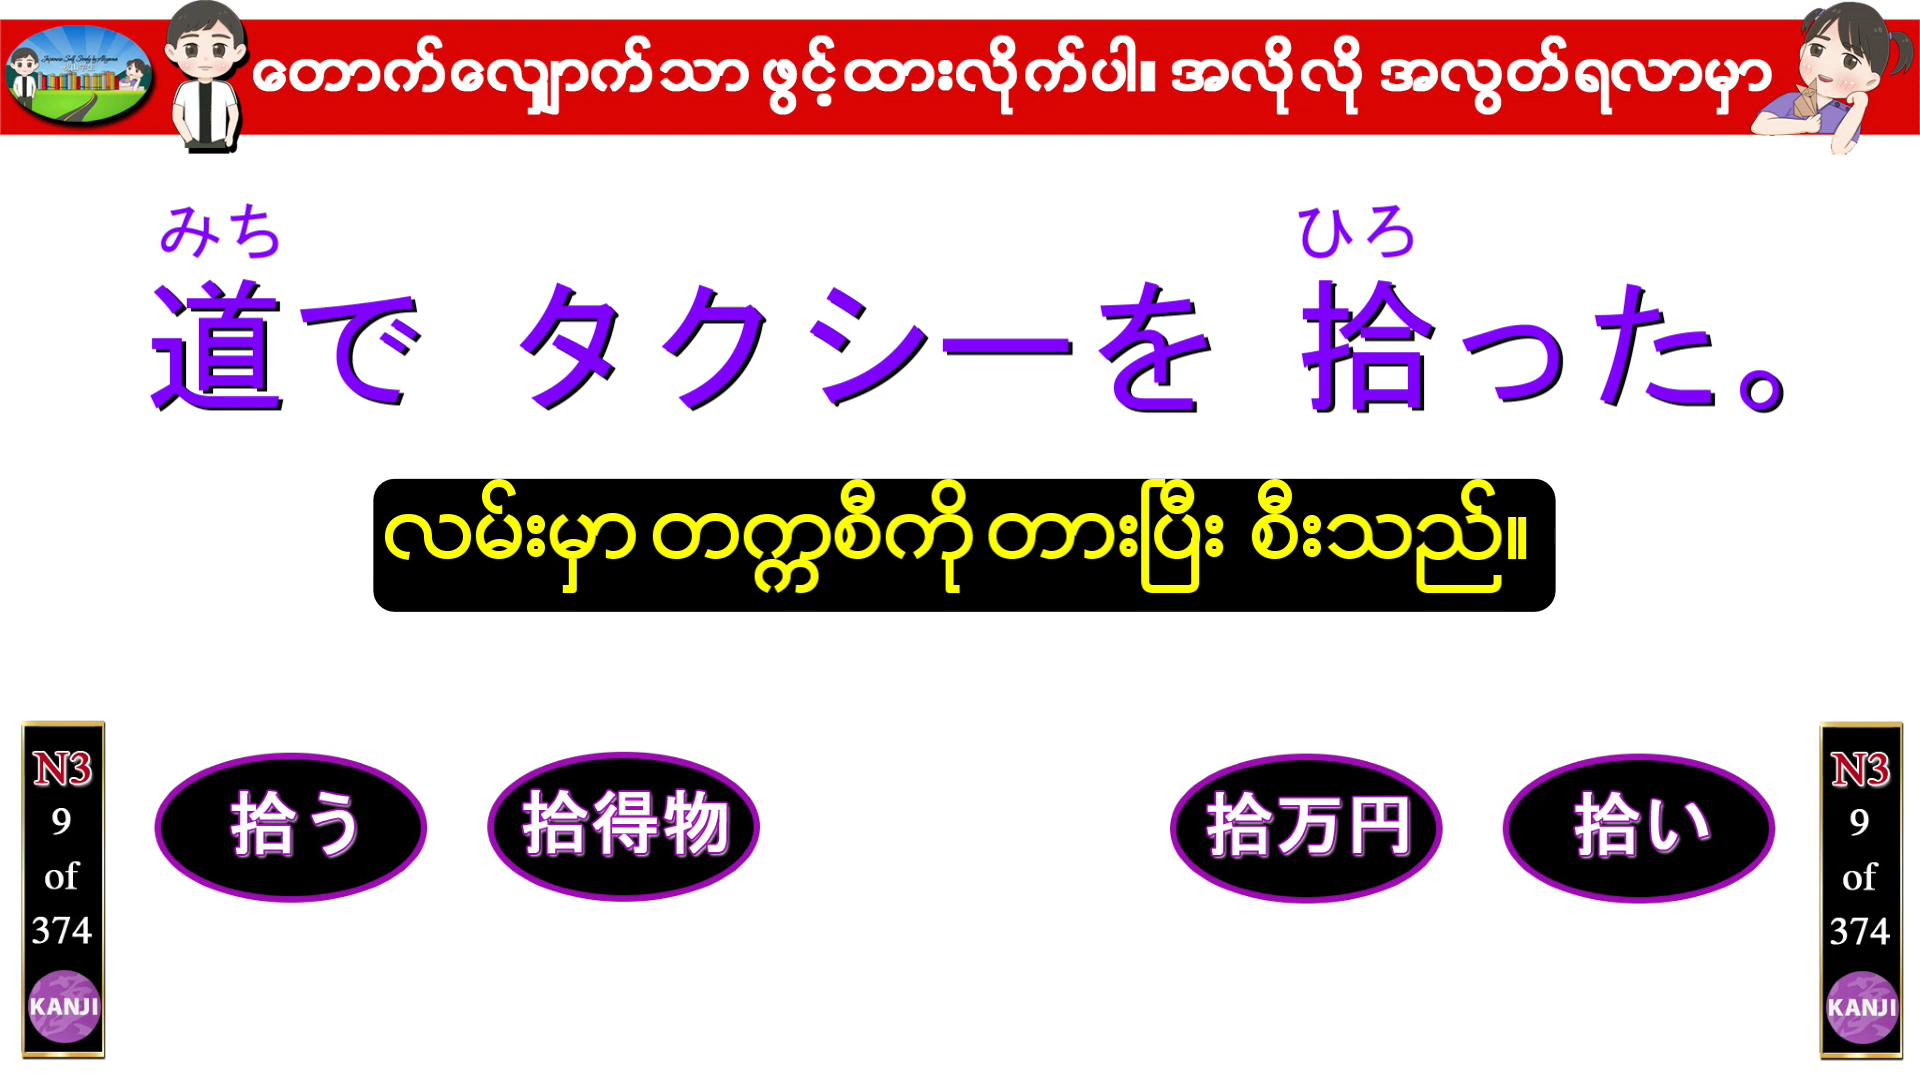 တောက်လျှောက်သာ ဖွင့်ထားလိုက်ပါ။ အလိုလို အလွတ်ရလာမှာ
みち ひろ
道で タクシーを 拾った。
လမ်းမှာ တက္ကစီကို တားပြီး စီးသည်။
拾う 拾得物 拾万円 拾い
N3
9
of
374
KANJI
N3
9
of
374
KANJI